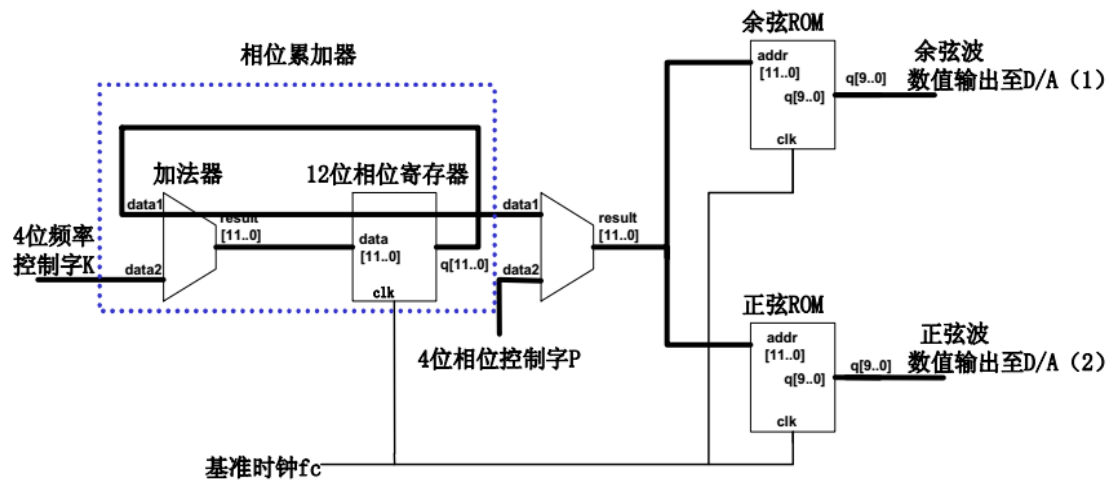 相位累加器
余弦ROM
addr
[11..0]
q[9..0]
clk
q[9..0]
余弦波
数值输出至D/A（1）
加法器
12位相位寄存器
data1
result
[11..0]
4位频率
控制字K
data2
data
[11..0]
q[11..0]
clk
data1
result
[11..0]
data2
4位相位控制字P
正弦ROM
addr
[11..0]
q[9..0]
clk
q[9..0]
正弦波
数值输出至D/A（2）
基准时钟fc